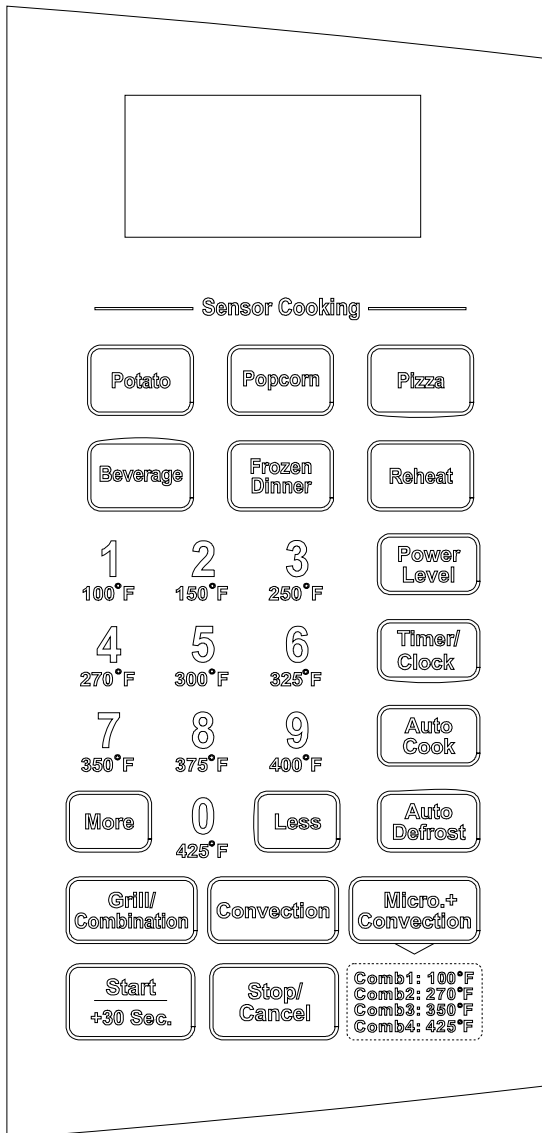 Sensor Cooking
Potato
Popcorn
Pizza
Beverage
Frozen
Dinner
Reheat
1
100°F
2
150°F
3
250°F
Power
Level
4
270°F
5
300°F
6
325°F
Timer/
Clock
7
350°F
8
375°F
9
400°F
Auto
Cook
More
0
425°F
Less
Auto
Defrost
Grill/
Combination
Convection
Micro.+
Convection
Start
+30 Sec.
Stop/
Cancel
Comb1: 100°F
Comb2: 270°F
Comb3: 350°F
Comb4: 425°F